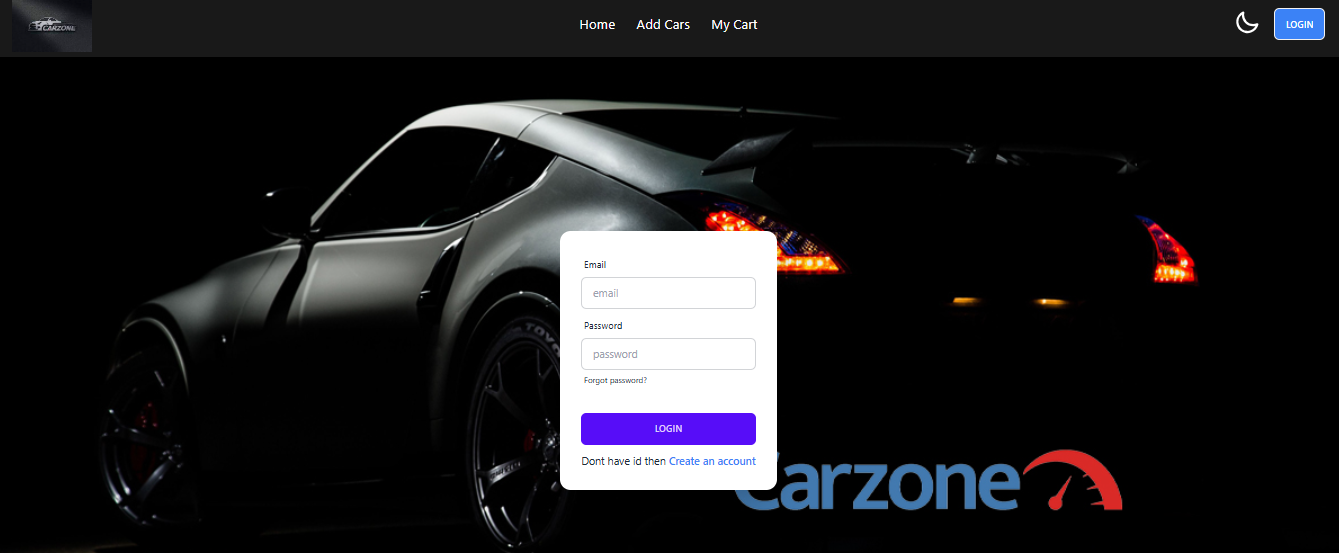 CARZONE
Home Add Cars My Cart
LOGIN
Email
email
Password
password
Forgot password?
LOGIN
Dont have id then Create an account
Carzone
TOYO